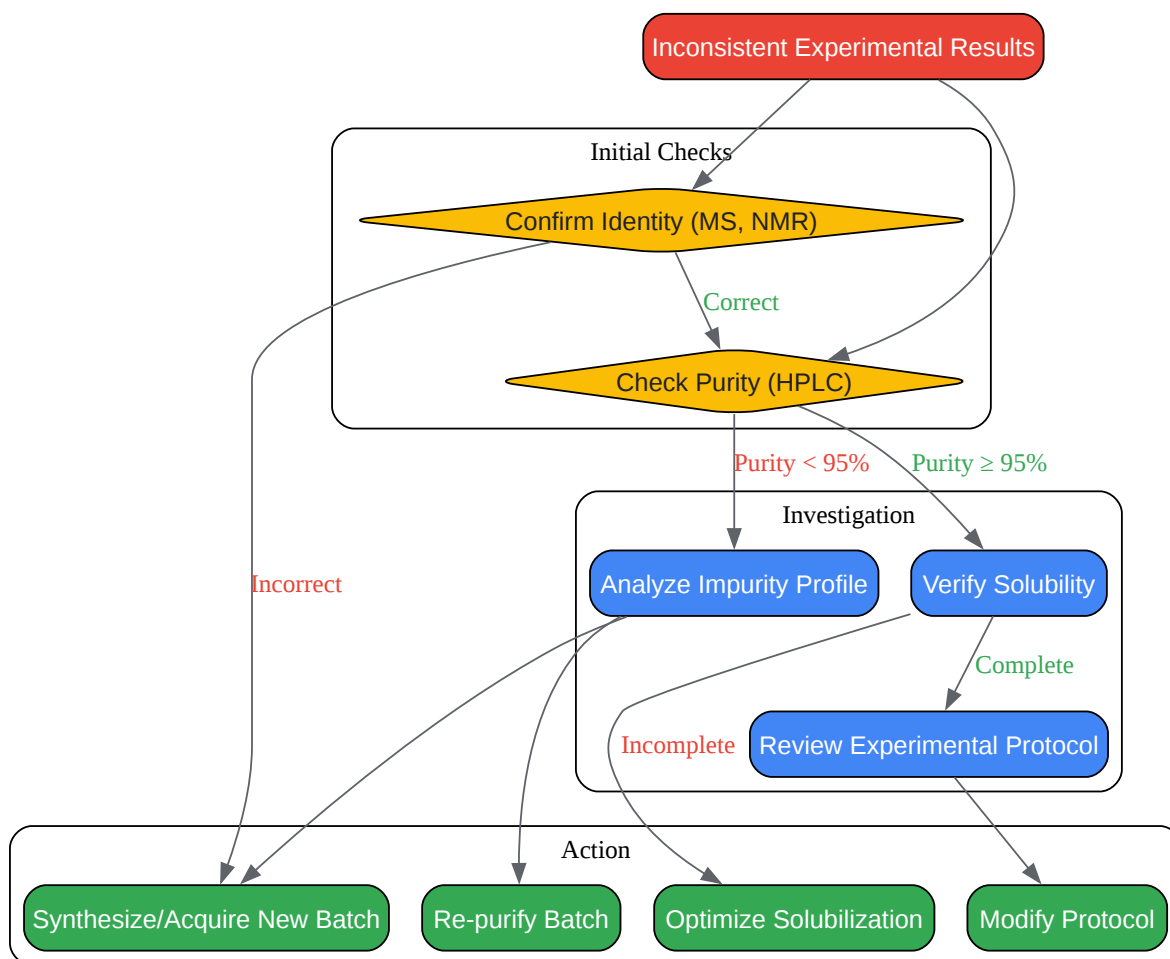 Inconsistent Experimental Results
Initial Checks
Confirm Identity (MS, NMR)
Correct
Check Purity (HPLC)
Purity < 95%
Purity ≥ 95%
Investigation
Analyze Impurity Profile
Verify Solubility
Incorrect
Complete
Incomplete
Review Experimental Protocol
Action
Synthesize/Acquire New Batch
Re-purify Batch
Optimize Solubilization
Modify Protocol